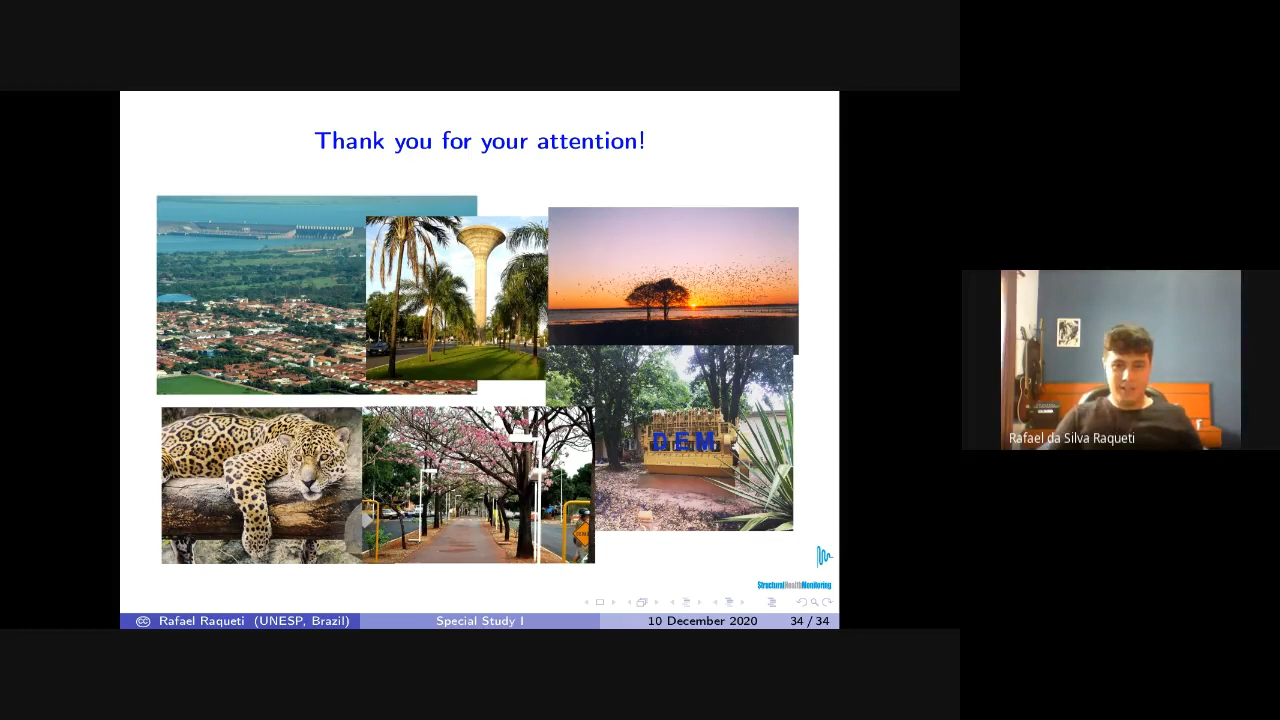 Thank you for your attention!
DEM
StructuralHealthMonitoring
cc Rafael Raqueti (UNESP, Brazil) Special Study I 10 December 2020 34 / 34
Rafael da Silva Raqueti